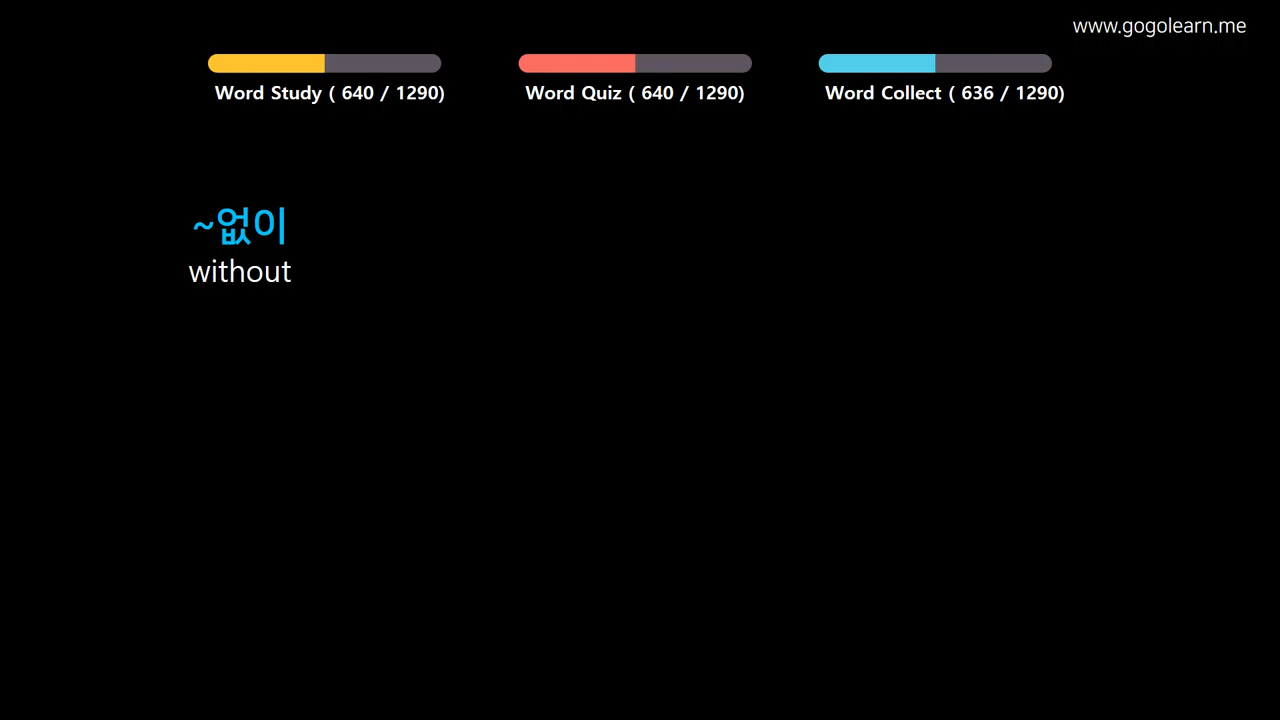 www.gogolearn.me
Word Study ( 640 / 1290)
Word Quiz ( 640 / 1290)
Word Collect ( 636 / 1290)
~없이
without